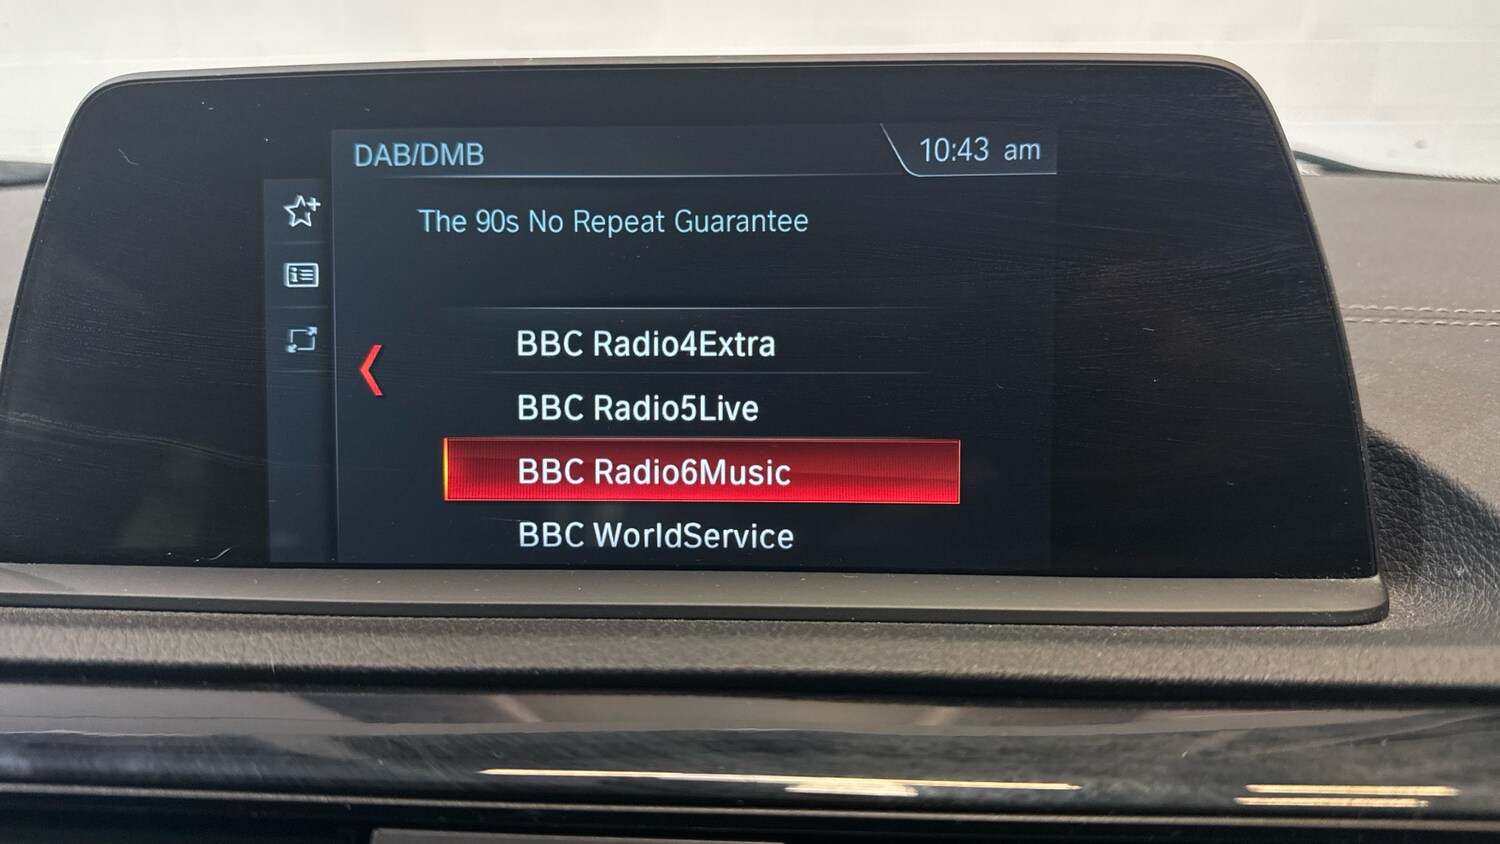 DAB/DMB
10:43 am
The 90s No Repeat Guarantee
BBC Radio4Extra
BBC Radio5Live
BBC Radio6Music
BBC WorldService